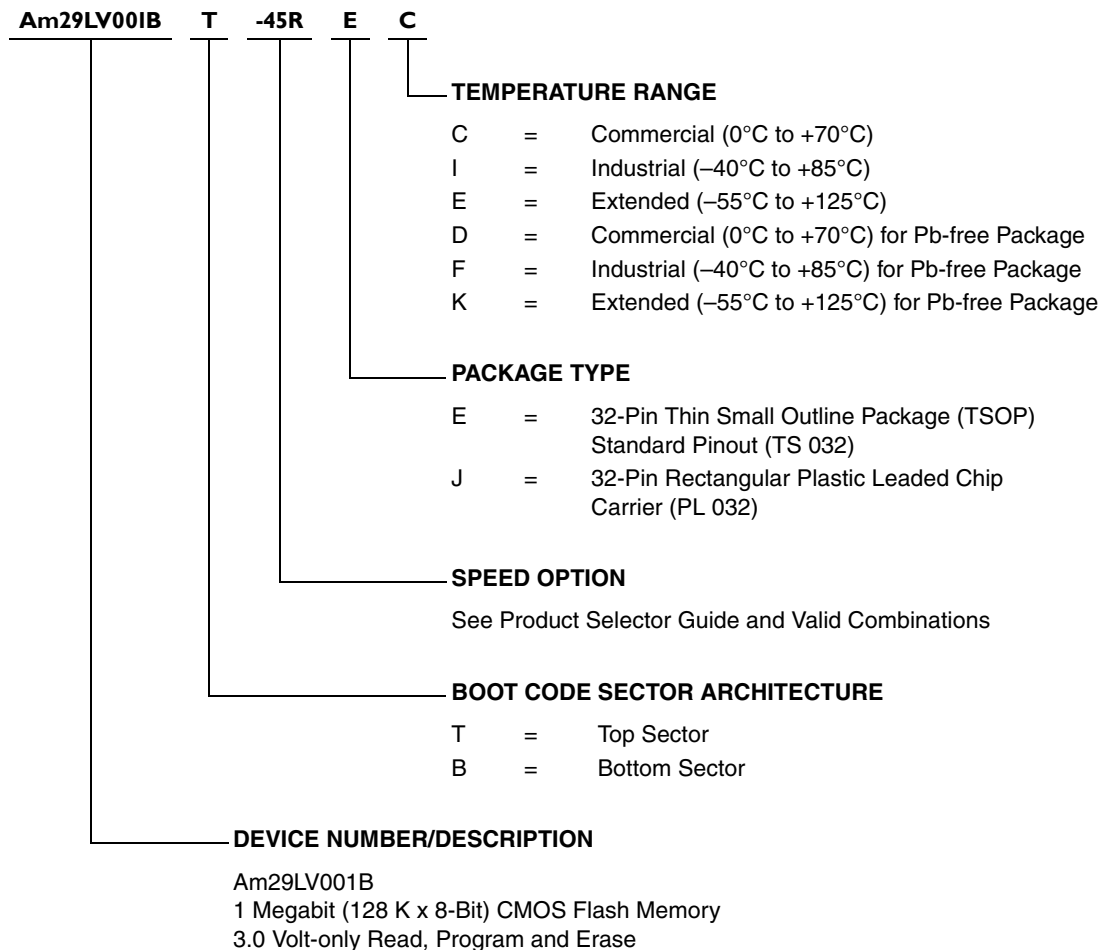 Am29LV001B T -45R E C
TEMPERATURE RANGE
C = Commercial (0°C to +70°C)
I = Industrial (–40°C to +85°C)
E = Extended (–55°C to +125°C)
D = Commercial (0°C to +70°C) for Pb-free Package
F = Industrial (–40°C to +85°C) for Pb-free Package
K = Extended (–55°C to +125°C) for Pb-free Package
PACKAGE TYPE
E = 32-Pin Thin Small Outline Package (TSOP)
Standard Pinout (TS 032)
J = 32-Pin Rectangular Plastic Leaded Chip
Carrier (PL 032)
SPEED OPTION
See Product Selector Guide and Valid Combinations
BOOT CODE SECTOR ARCHITECTURE
T = Top Sector
B = Bottom Sector
DEVICE NUMBER/DESCRIPTION
Am29LV001B
1 Megabit (128 K x 8-Bit) CMOS Flash Memory
3.0 Volt-only Read, Program and Erase